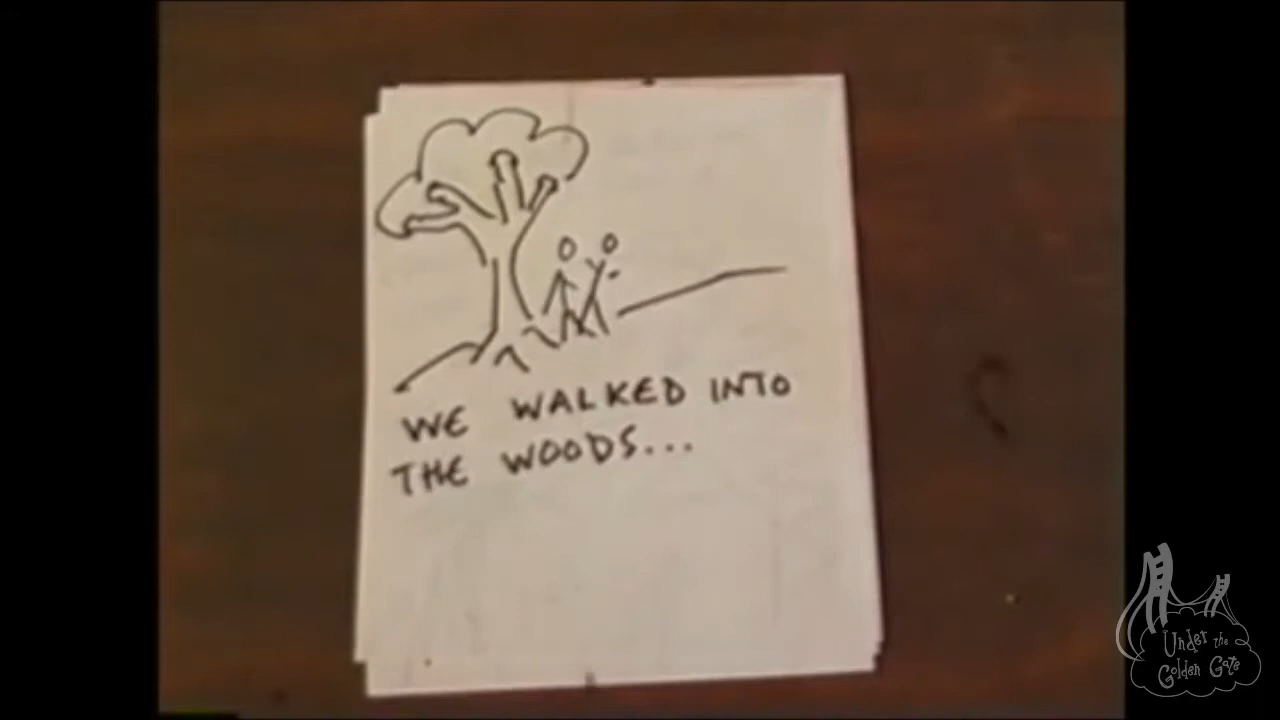 WE WALKED INTO
THE WOODS...
Under the
Golden Gate